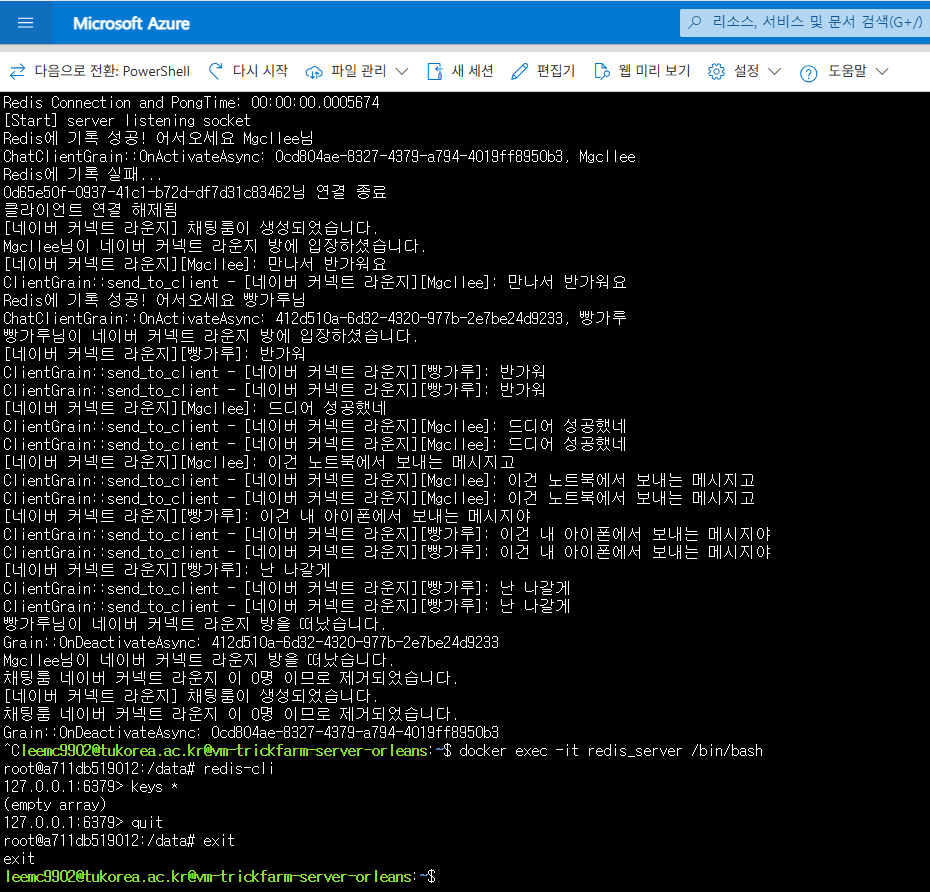 Microsoft Azure
리소스, 서비스 및 문서 검색(G+/)
다음으로 전환: PowerShell 다시 시작 파일 관리 새 세션 편집기 웹 미리 보기 설정 도움말
Redis Connection and PongTime: 00:00:00.0005674
[Start] server listening socket
Redis에 기록 성공! 어서오세요 Mgcllee님
ChatClientGrain::OnActivateAsync: 0cd804ae-8327-4379-a794-4019ff8950b3, Mgcllee
Redis에 기록 실패...
0d65e50f-0937-41c1-b72d-df7d31c83462님 연결 종료
클라이언트 연결 해제됨
[네이버 커넥트 라운지] 채팅룸이 생성되었습니다.
Mgcllee님이 네이버 커넥트 라운지 방에 입장하셨습니다.
[네이버 커넥트 라운지][Mgcllee]: 만나서 반가워요
ClientGrain::send_to_client - [네이버 커넥트 라운지][Mgcllee]: 만나서 반가워요
Redis에 기록 성공! 어서오세요 빵가루님
ChatClientGrain::OnActivateAsync: 412d510a-6d32-4320-977b-2e7be24d9233, 빵가루
빵가루님이 네이버 커넥트 라운지 방에 입장하셨습니다.
[네이버 커넥트 라운지][빵가루]: 반가워
ClientGrain::send_to_client - [네이버 커넥트 라운지][빵가루]: 반가워
ClientGrain::send_to_client - [네이버 커넥트 라운지][빵가루]: 반가워
[네이버 커넥트 라운지][Mgcllee]: 드디어 성공했네
ClientGrain::send_to_client - [네이버 커넥트 라운지][Mgcllee]: 드디어 성공했네
ClientGrain::send_to_client - [네이버 커넥트 라운지][Mgcllee]: 드디어 성공했네
[네이버 커넥트 라운지][Mgcllee]: 이건 노트북에서 보내는 메시지고
ClientGrain::send_to_client - [네이버 커넥트 라운지][Mgcllee]: 이건 노트북에서 보내는 메시지고
ClientGrain::send_to_client - [네이버 커넥트 라운지][Mgcllee]: 이건 노트북에서 보내는 메시지고
[네이버 커넥트 라운지][빵가루]: 이건 내 아이폰에서 보내는 메시지야
ClientGrain::send_to_client - [네이버 커넥트 라운지][빵가루]: 이건 내 아이폰에서 보내는 메시지야
ClientGrain::send_to_client - [네이버 커넥트 라운지][빵가루]: 이건 내 아이폰에서 보내는 메시지야
[네이버 커넥트 라운지][빵가루]: 난 나갈게
ClientGrain::send_to_client - [네이버 커넥트 라운지][빵가루]: 난 나갈게
ClientGrain::send_to_client - [네이버 커넥트 라운지][빵가루]: 난 나갈게
빵가루님이 네이버 커넥트 라운지 방을 떠났습니다.
Grain::OnDeactivateAsync: 412d510a-6d32-4320-977b-2e7be24d9233
Mgcllee님이 네이버 커넥트 라운지 방을 떠났습니다.
채팅룸 네이버 커넥트 라운지 이 0명 이므로 제거되었습니다.
[네이버 커넥트 라운지] 채팅룸이 생성되었습니다.
채팅룸 네이버 커넥트 라운지 이 0명 이므로 제거되었습니다.
Grain::OnDeactivateAsync: 0cd804ae-8327-4379-a794-4019ff8950b3
^Cleemc9902@tukorea.ac.kr@vm-trickfarm-server-orleans:~$ docker exec -it redis_server /bin/bash
root@a711db519012:/data# redis-cli
127.0.0.1:6379> keys *
(empty array)
127.0.0.1:6379> quit
root@a711db519012:/data# exit
exit
leemc9902@tukorea.ac.kr@vm-trickfarm-server-orleans:~$